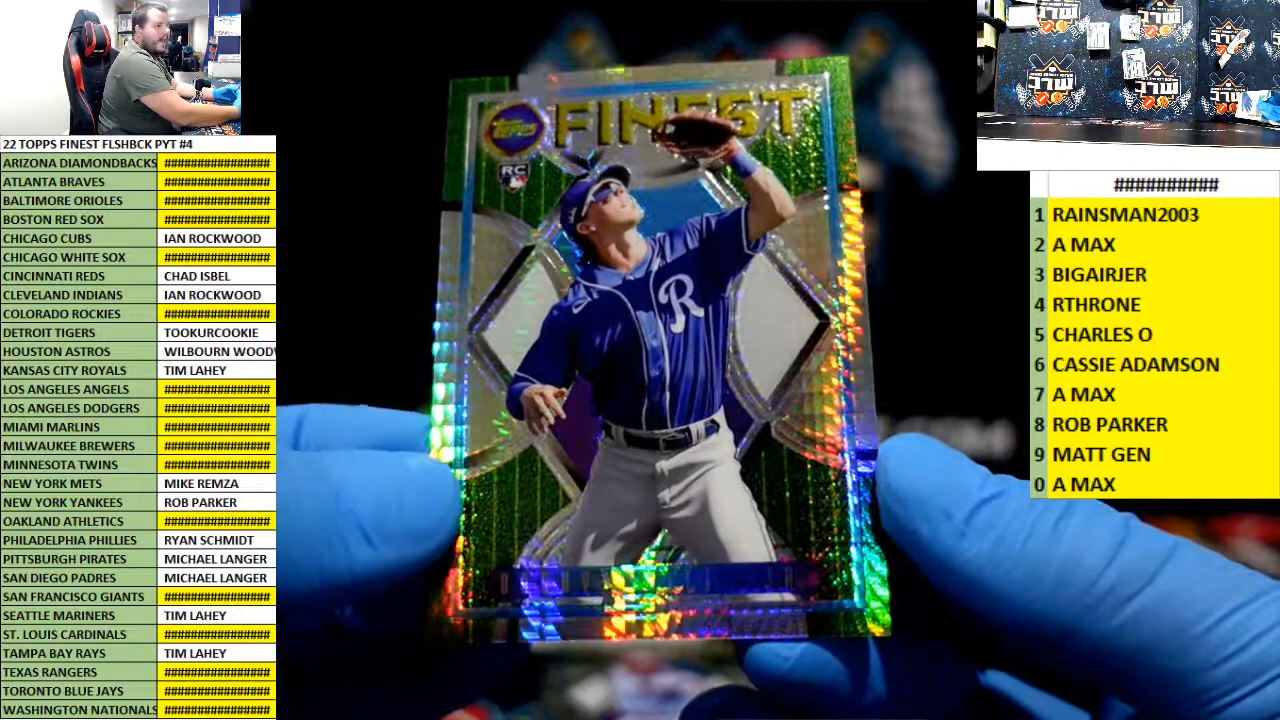 22 TOPPS FINEST FLSHBCK PYT #4
ARIZONA DIAMONDBACKS ################
ATLANTA BRAVES ################
BALTIMORE ORIOLES ################
BOSTON RED SOX ################
CHICAGO CUBS IAN ROCKWOOD
CHICAGO WHITE SOX ################
CINCINNATI REDS CHAD ISBEL
CLEVELAND INDIANS IAN ROCKWOOD
COLORADO ROCKIES ################
DETROIT TIGERS TOOKURCOOKIE
HOUSTON ASTROS WILBOURN WOOD
KANSAS CITY ROYALS TIM LAHEY
LOS ANGELES ANGELS ################
LOS ANGELES DODGERS ################
MIAMI MARLINS ################
MILWAUKEE BREWERS ################
MINNESOTA TWINS ################
NEW YORK METS MIKE REMZA
NEW YORK YANKEES ROB PARKER
OAKLAND ATHLETICS ################
PHILADELPHIA PHILLIES RYAN SCHMIDT
PITTSBURGH PIRATES MICHAEL LANGER
SAN DIEGO PADRES MICHAEL LANGER
SAN FRANCISCO GIANTS ################
SEATTLE MARINERS TIM LAHEY
ST. LOUIS CARDINALS ################
TAMPA BAY RAYS TIM LAHEY
TEXAS RANGERS ################
TORONTO BLUE JAYS ################
WASHINGTON NATIONALS ################
TOPPS FINEST
RC
R
##########
1 RAINSMAN2003
2 A MAX
3 BIGAIRJER
4 RTHRONE
5 CHARLES O
6 CASSIE ADAMSON
7 A MAX
8 ROB PARKER
9 MATT GEN
0 A MAX